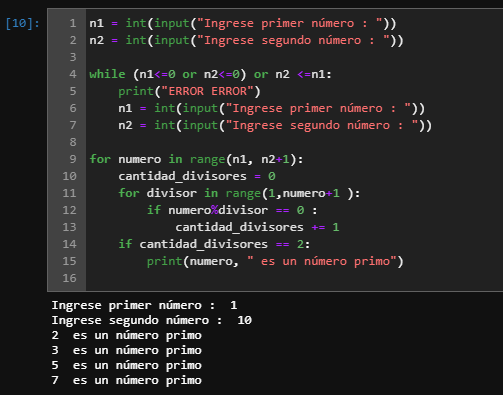 [10]:
1 n1 = int(input("Ingrese primer número : "))
2 n2 = int(input("Ingrese segundo número : "))
3
4 while (n1<=0 or n2<=0) or n2 <=n1:
5     print("ERROR ERROR")
6     n1 = int(input("Ingrese primer número : "))
7     n2 = int(input("Ingrese segundo número : "))
8
9 for numero in range(n1, n2+1):
10     cantidad_divisores = 0
11     for divisor in range(1,numero+1 ):
12         if numero%divisor == 0 :
13             cantidad_divisores += 1
14     if cantidad_divisores == 2:
15         print(numero, " es un número primo")
16
Ingrese primer número :  1
Ingrese segundo número :  10
2  es un número primo
3  es un número primo
5  es un número primo
7  es un número primo